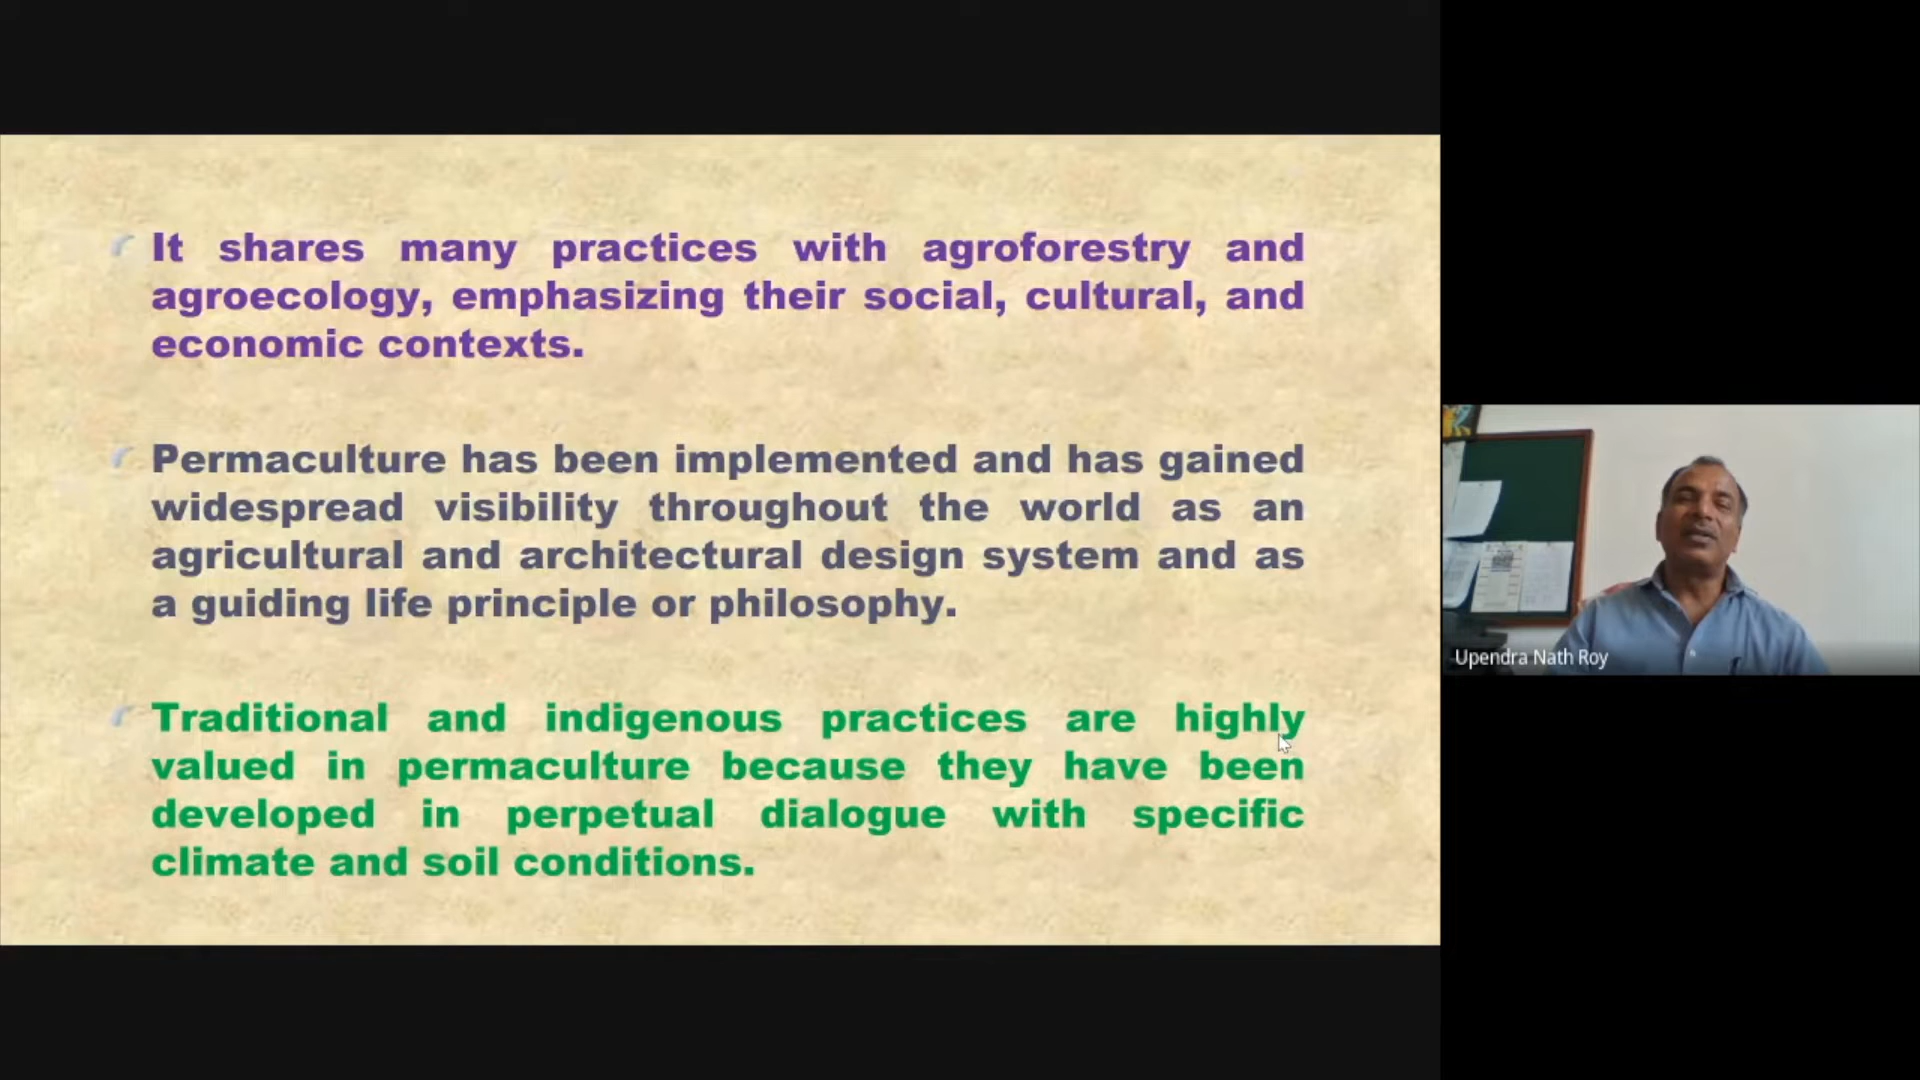 It shares many practices with agroforestry and
agroecology, emphasizing their social, cultural, and
economic contexts.
Permaculture has been implemented and has gained
widespread visibility throughout the world as an
agricultural and architectural design system and as
a guiding life principle or philosophy.
Traditional and indigenous practices are highly
valued in permaculture because they have been
developed in perpetual dialogue with specific
climate and soil conditions.
Upendra Nath Roy